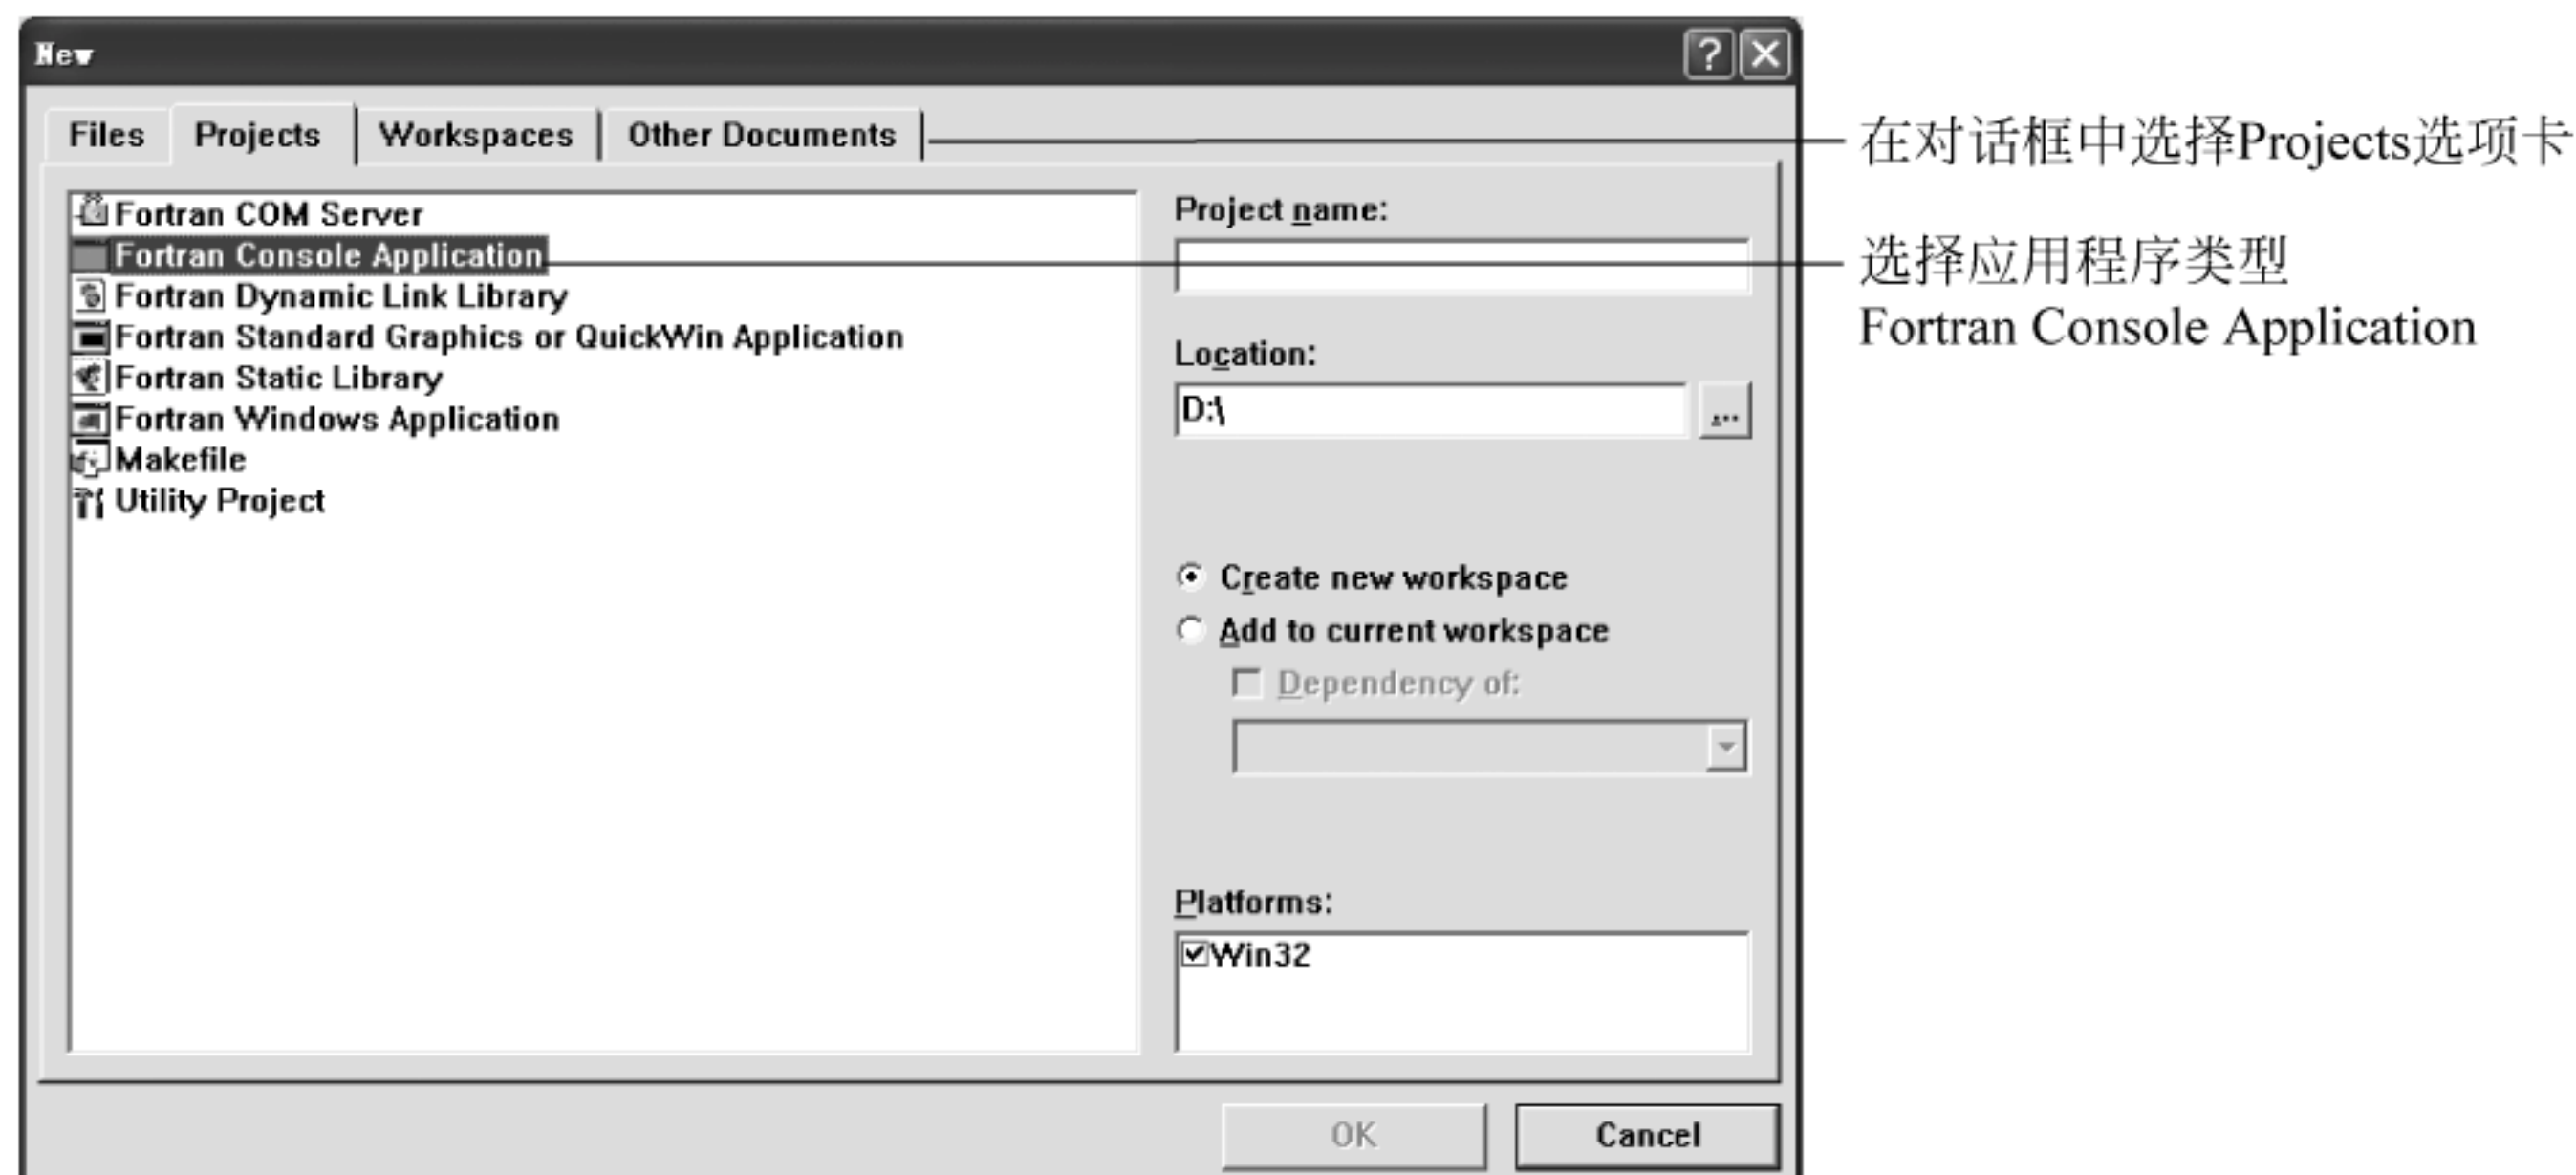 New
Files
Projects
Workspaces
Other Documents
在对话框中选择Projects选项卡
Fortran COM Server
Fortran Console Application
Fortran Dynamic Link Library
Fortran Standard Graphics or QuickWin Application
Fortran Static Library
Fortran Windows Application
Makefile
Utility Project
Project name:
选择应用程序类型
Fortran Console Application
Location:
D:\
...
Create new workspace
Add to current workspace
Dependency of:
Platforms:
Win32
OK
Cancel